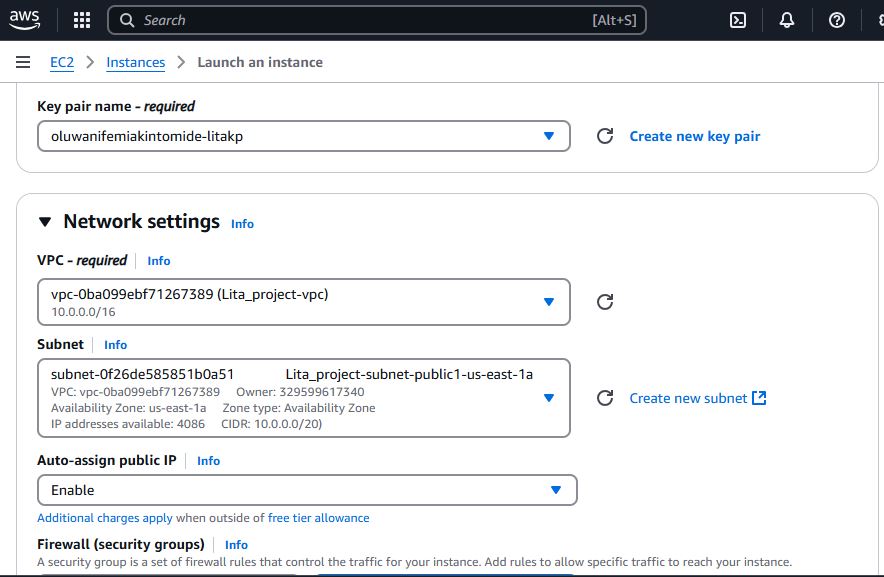 aws
Search [Alt+S]
EC2 > Instances > Launch an instance
Key pair name - required
oluwanifemiakintomide-litakp
Create new key pair
Network settings Info
VPC - required Info
vpc-0ba099ebf71267389 (Lita_project-vpc)
10.0.0.0/16
Subnet Info
subnet-0f26de585851b0a51 Lita_project-subnet-public1-us-east-1a
VPC: vpc-0ba099ebf71267389 Owner: 329599617340
Availability Zone: us-east-1a Zone type: Availability Zone
IP addresses available: 4086 CIDR: 10.0.0.0/20)
Create new subnet
Auto-assign public IP Info
Enable
Additional charges apply when outside of free tier allowance
Firewall (security groups) Info
A security group is a set of firewall rules that control the traffic for your instance. Add rules to allow specific traffic to reach your instance.